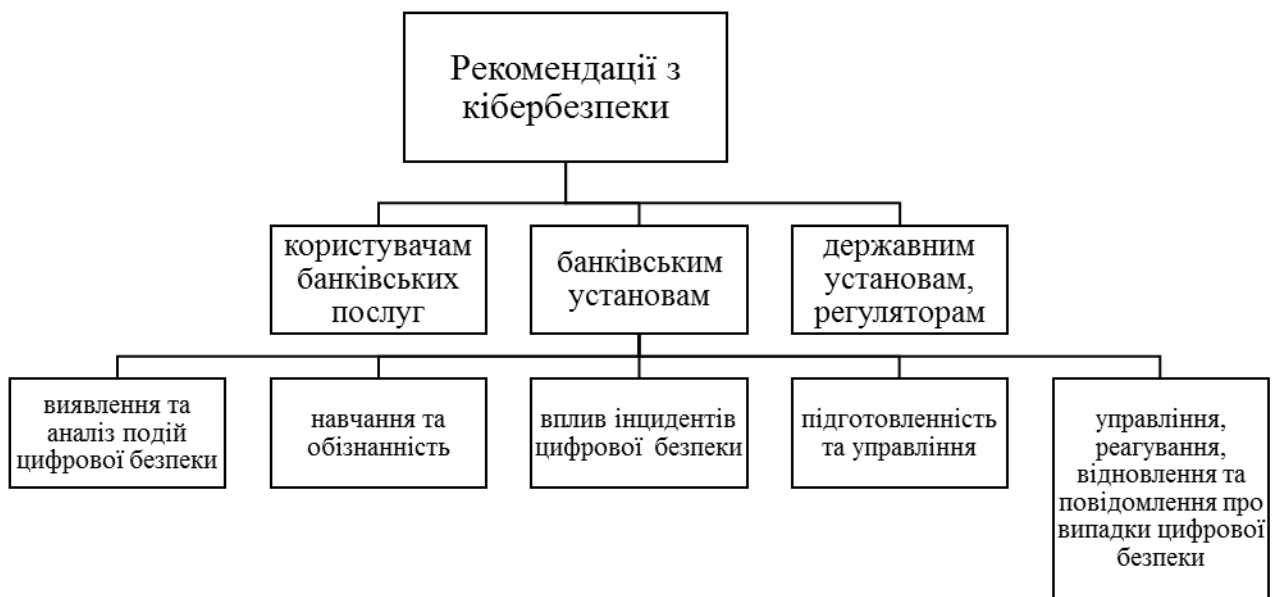 Рекомендації з
кібербезпеки
користувачам
банківських
послуг
банківським
установам
державним
установам,
регуляторам
виявлення та
аналіз подій
цифрової безпеки
навчання та
обізнанність
вплив інцидентів
цифрової безпеки
підготовленність
та управління
управління,
реагування,
відновлення та
повідомлення про
випадки цифрової
безпеки